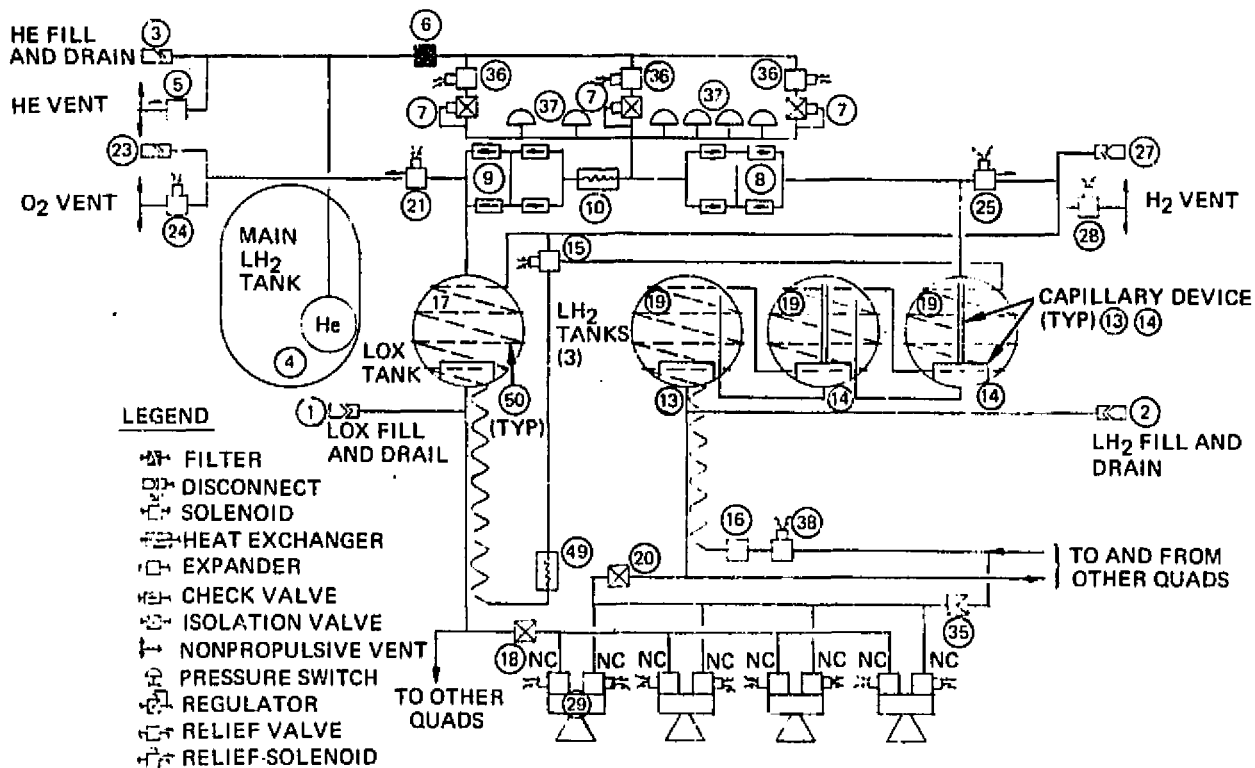 HE FILL
AND DRAIN
3
6
HE VENT
5
36
36
36
7
37
7
37
7
23
O2 VENT
24
21
9
10
8
25
27
28
H2 VENT
MAIN
LH2
TANK
He
4
15
17
LOX
TANK
LH2
TANKS
(3)
19
19
19
CAPILLARY DEVICE
(TYP) 13 14
13
14
14
50
(TYP)
1
LOX FILL
AND DRAIL
2
LH2 FILL AND
DRAIN
LEGEND
FILTER
DISCONNECT
SOLENOID
HEAT EXCHANGER
EXPANDER
CHECK VALVE
ISOLATION VALVE
NONPROPULSIVE VENT
PRESSURE SWITCH
REGULATOR
RELIEF VALVE
RELIEF-SOLENOID
49
16
38
20
TO AND FROM
OTHER QUADS
35
18
NC NC NC NC NC NC NC NC
29
TO OTHER
QUADS